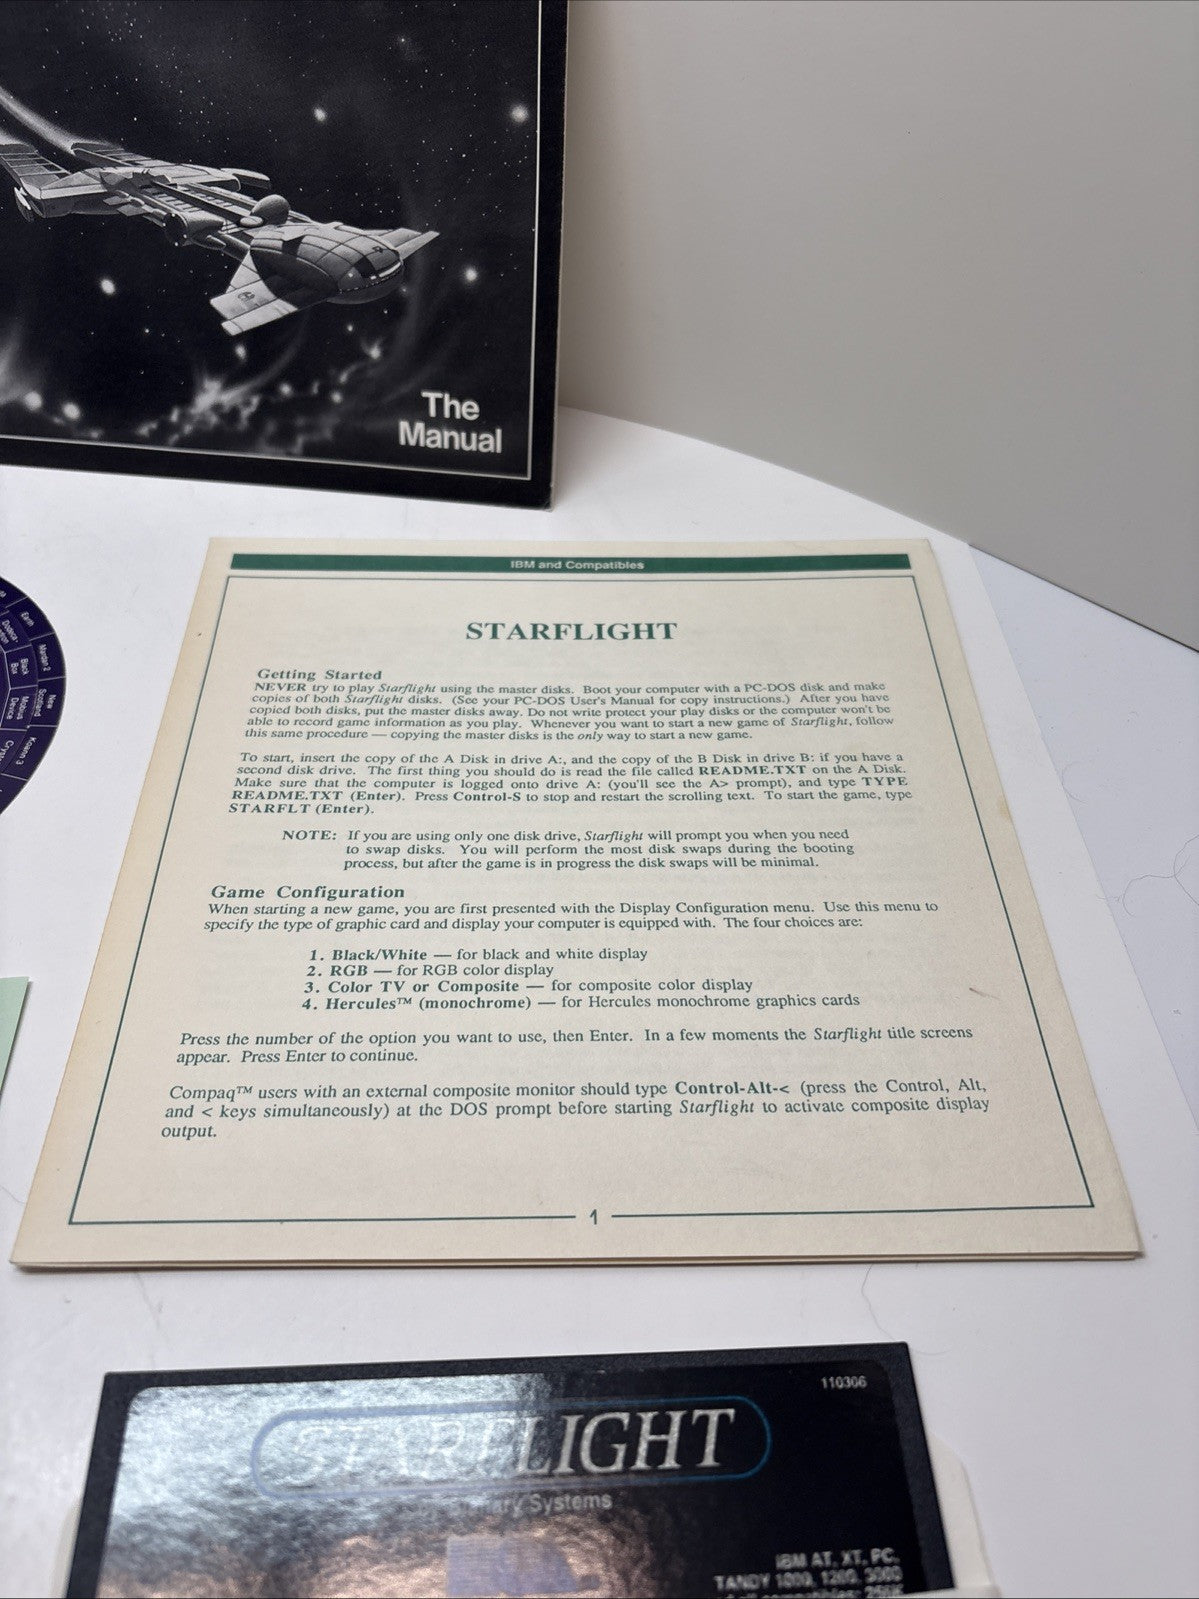 The
Manual
IBM and Compatibles
STARFLIGHT
Getting Started
NEVER try to play Starflight using the master disks. Boot your computer with a PC-DOS disk and make
copies of both Starflight disks. (See your PC-DOS User's Manual for copy instructions.) After you have
copied both disks, put the master disks away. Do not write protect your play disks or the computer won't be
able to record game information as you play. Whenever you want to start a new game of Starflight, follow
this same procedure — copying the master disks is the only way to start a new game.
To start, insert the copy of the A Disk in drive A:, and the copy of the B Disk in drive B: if you have a
second disk drive. The first thing you should do is read the file called README.TXT on the A Disk.
Make sure that the computer is logged onto drive A: (you'll see the A> prompt), and type TYPE
README.TXT (Enter). Press Control-S to stop and restart the scrolling text. To start the game, type
STARFLT (Enter).
NOTE: If you are using only one disk drive, Starflight will prompt you when you need
to swap disks. You will perform the most disk swaps during the booting
process, but after the game is in progress the disk swaps will be minimal.
Game Configuration
When starting a new game, you are first presented with the Display Configuration menu. Use this menu to
specify the type of graphic card and display your computer is equipped with. The four choices are:
1. Black/White — for black and white display
2. RGB — for RGB color display
3. Color TV or Composite — for composite color display
4. Hercules™ (monochrome) — for Hercules monochrome graphics cards
Press the number of the option you want to use, then Enter. In a few moments the Starflight title screens
appear. Press Enter to continue.
Compaq™ users with an external composite monitor should type Control-Alt-< (press the Control, Alt,
and < keys simultaneously) at the DOS prompt before starting Starflight to activate composite display
output.
1
Earth
Mardan 2
Black
Box
New
Scotland
Mobius
Device
Koann 3
110306
STARFLIGHT
Systems
IBM AT, XT, PC,
TANDY 1000, 1200, 3000